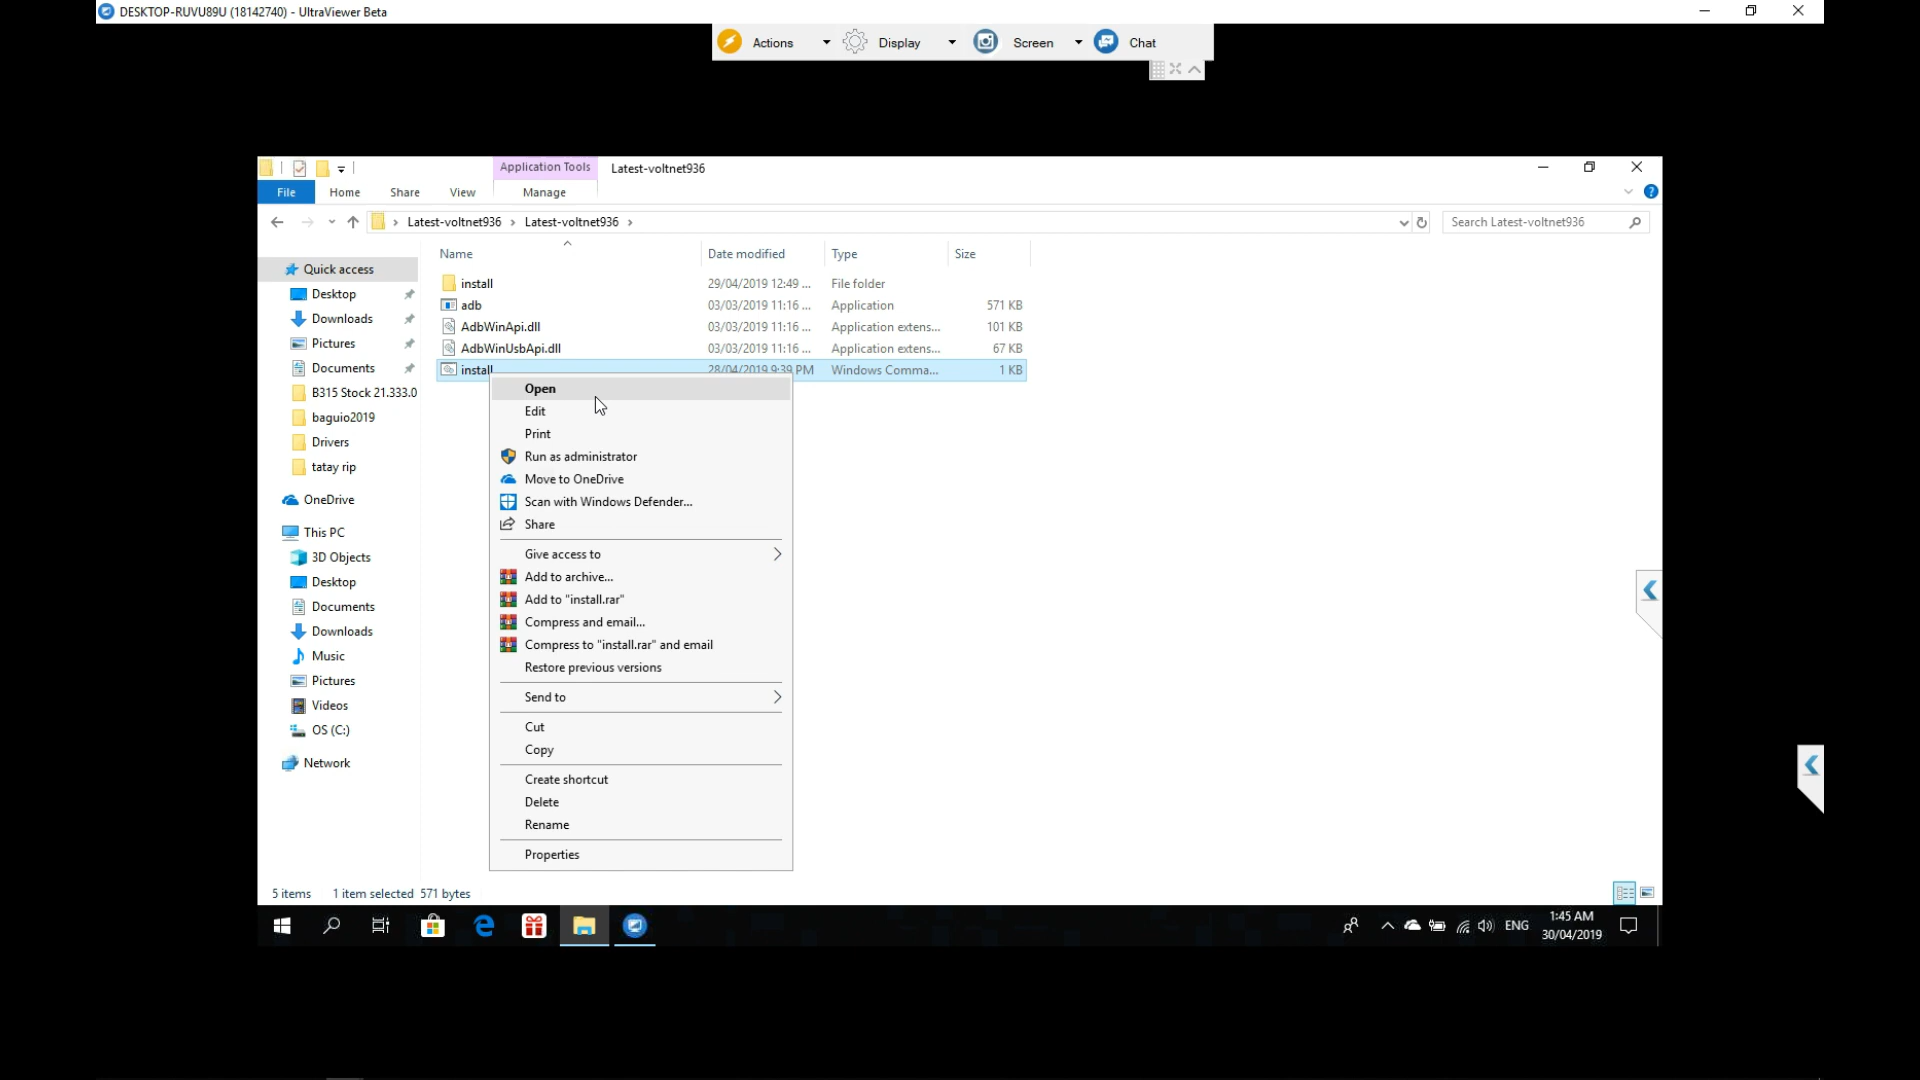 DESKTOP-RUVU89U (18142740) - UltraViewer Beta
Actions Display Screen Chat
Application Tools Latest-voltnet936
File Home Share View Manage
Latest-voltnet936 Latest-voltnet936 Search Latest-voltnet936
Name Date modified Type Size
install 29/04/2019 12:49 ... File folder
adb 03/03/2019 11:16 ... Application 571 KB
AdbWinApi.dll 03/03/2019 11:16 ... Application extens... 101 KB
AdbWinUsbApi.dll 03/03/2019 11:16 ... Application extens... 67 KB
install 28/04/2019 9:39 PM Windows Comma... 1 KB
Quick access
Desktop
Downloads
Pictures
Documents
B315 Stock 21.333.0
baguio2019
Drivers
tatay rip
OneDrive
This PC
3D Objects
Desktop
Documents
Downloads
Music
Pictures
Videos
OS (C:)
Network
Open
Edit
Print
Run as administrator
Move to OneDrive
Scan with Windows Defender...
Share
Give access to
Add to archive...
Add to "install.rar"
Compress and email...
Compress to "install.rar" and email
Restore previous versions
Send to
Cut
Copy
Create shortcut
Delete
Rename
Properties
5 items 1 item selected 571 bytes
ENG 1:45 AM
30/04/2019